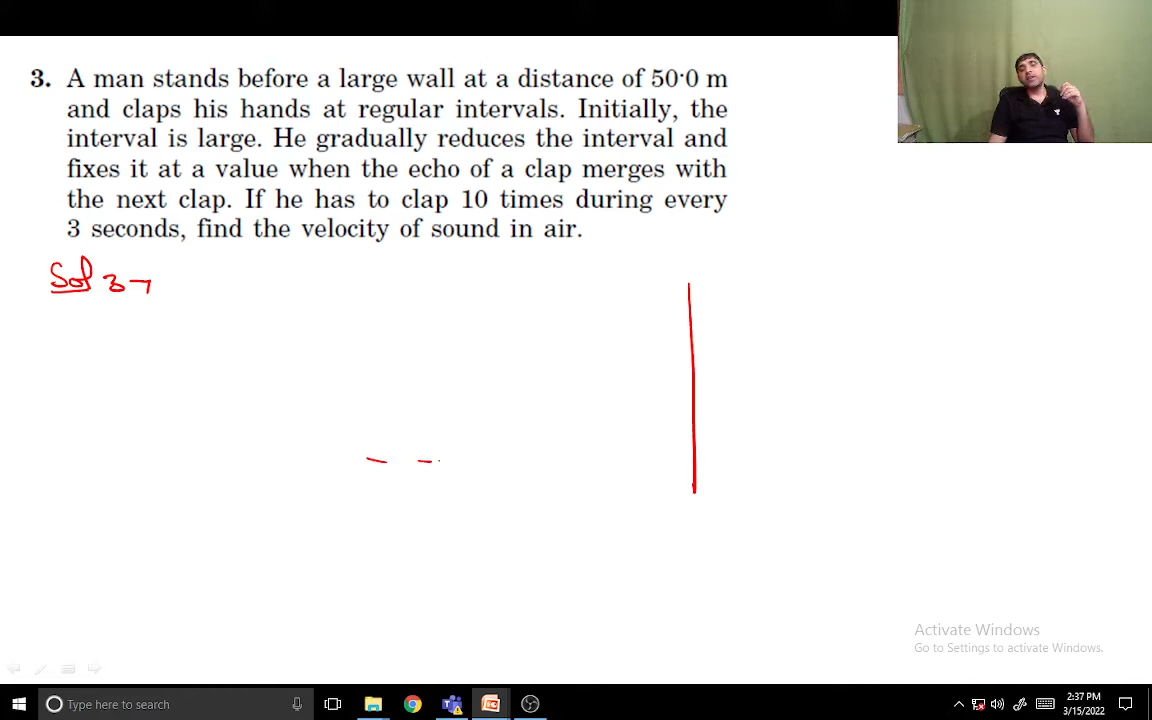 3. A man stands before a large wall at a distance of 50·0 m
and claps his hands at regular intervals. Initially, the
interval is large. He gradually reduces the interval and
fixes it at a value when the echo of a clap merges with
the next clap. If he has to clap 10 times during every
3 seconds, find the velocity of sound in air.
Sol 3 →
Activate Windows
Go to Settings to activate Windows.
Type here to search
2:37 PM
3/15/2022